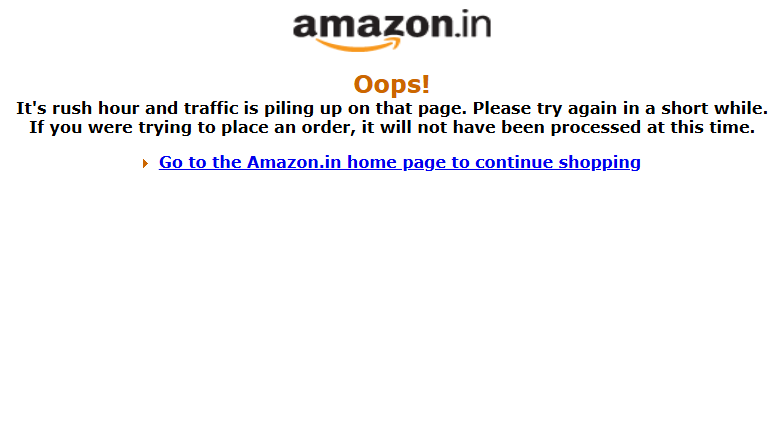 amazon.in
Oops!
It's rush hour and traffic is piling up on that page. Please try again in a short while.
If you were trying to place an order, it will not have been processed at this time.
Go to the Amazon.in home page to continue shopping